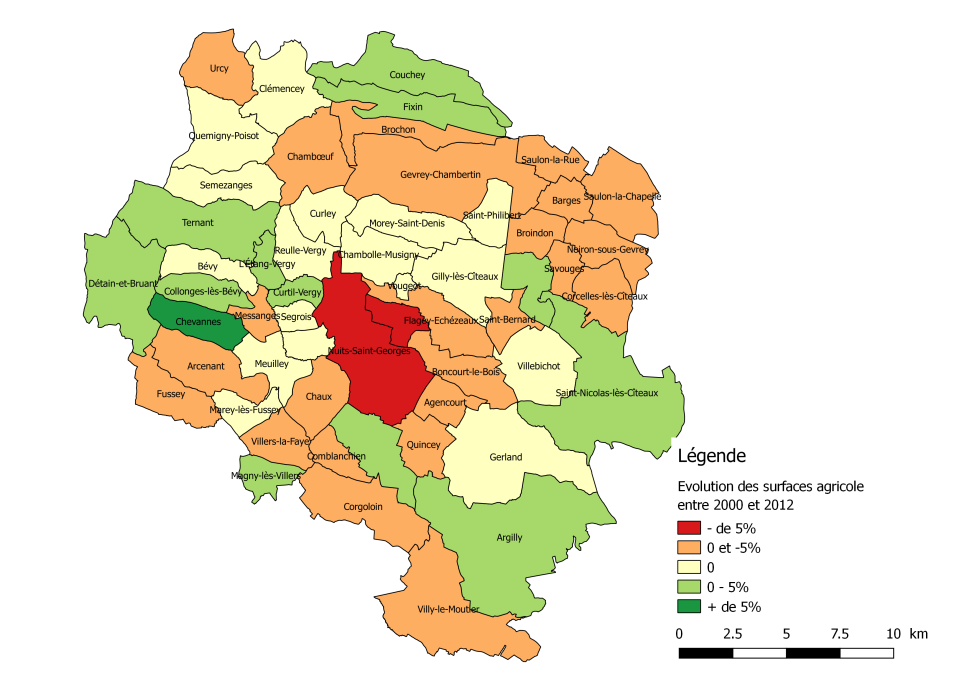 Urcy
Couchey
Clémencey
Fixin
Brochon
Quemigny-Poisot
Chambœuf
Saulon-la-Rue
Gevrey-Chambertin
Semezanges
Saulon-la-Chapelle
Barges
Curley
Saint-Philibert
Ternant
Morey-Saint-Denis
Broindon
Reulle-Vergy
Noiron-sous-Gevrey
Chambolle-Musigny
L'Étang-Vergy
Bévy
Savouges
Gilly-lès-Cîteaux
Détain-et-Bruant
Vougeot
Collonges-lès-Bévy
Curtil-Vergy
Corcelles-lès-Cîteaux
Messanges
Segrois
Chevannes
Flagey-Echézeaux
Saint-Bernard
Nuits-Saint-Georges
Meuilley
Arcenant
Villebichot
Boncourt-le-Bois
Fussey
Saint-Nicolas-lès-Cîteaux
Chaux
Agencourt
Marey-lès-Fussey
Villers-la-Faye
Quincey
Comblanchien
Gerland
Magny-lès-Villers
Corgoloin
Argilly
Villy-le-Moutier
Légende
Evolution des surfaces agricole
entre 2000 et 2012
- de 5%
0 et -5%
0
0 - 5%
+ de 5%
0 2.5 5 7.5 10 km